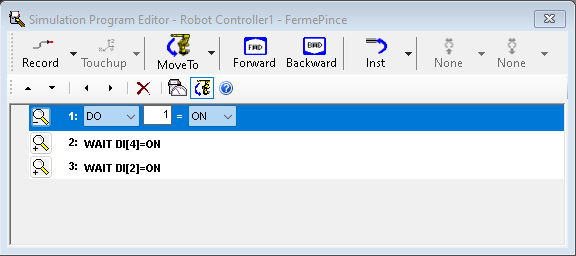 Simulation Program Editor - Robot Controller1 - FermePince
Record Touchup MoveTo FWD Forward BWD Backward Inst None None
1: DO 1 = ON
2: WAIT DI[4]=ON
3: WAIT DI[2]=ON